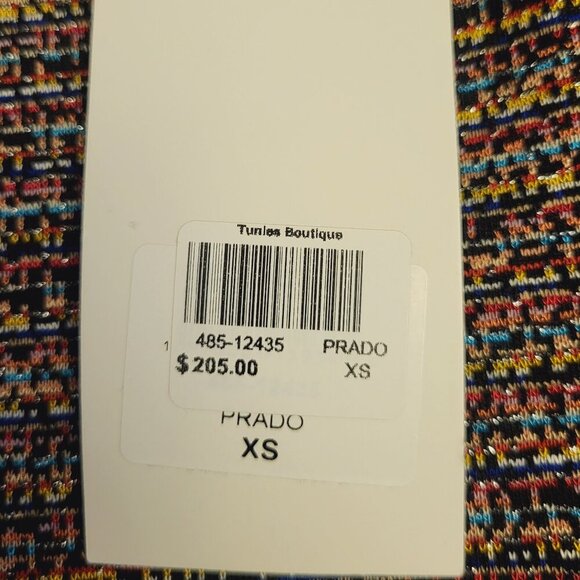 Tunies Boutique
485-12435 PRADO
$205.00 XS
PRADO
XS